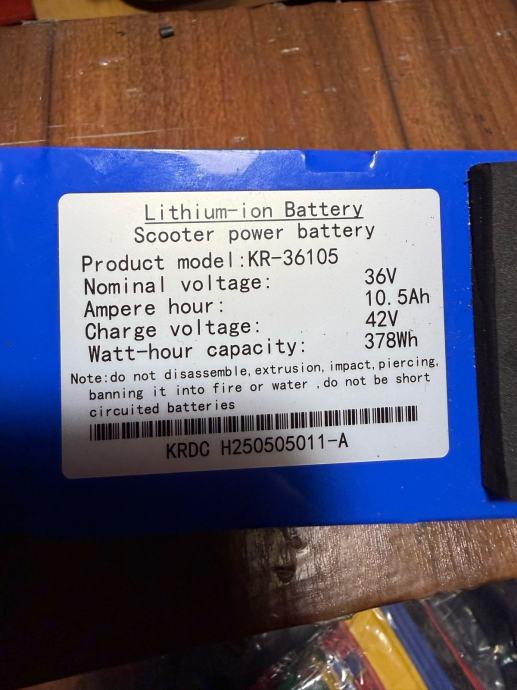 Lithium-ion Battery
Scooter power battery
Product model:KR-36105
Nominal voltage: 36V
Ampere hour: 10.5Ah
Charge voltage: 42V
Watt-hour capacity: 378Wh
Note:do not disassemble, extrusion, impact, piercing,
banning it into fire or water ,do not be short
circuited batteries
KRDC H250505011-A